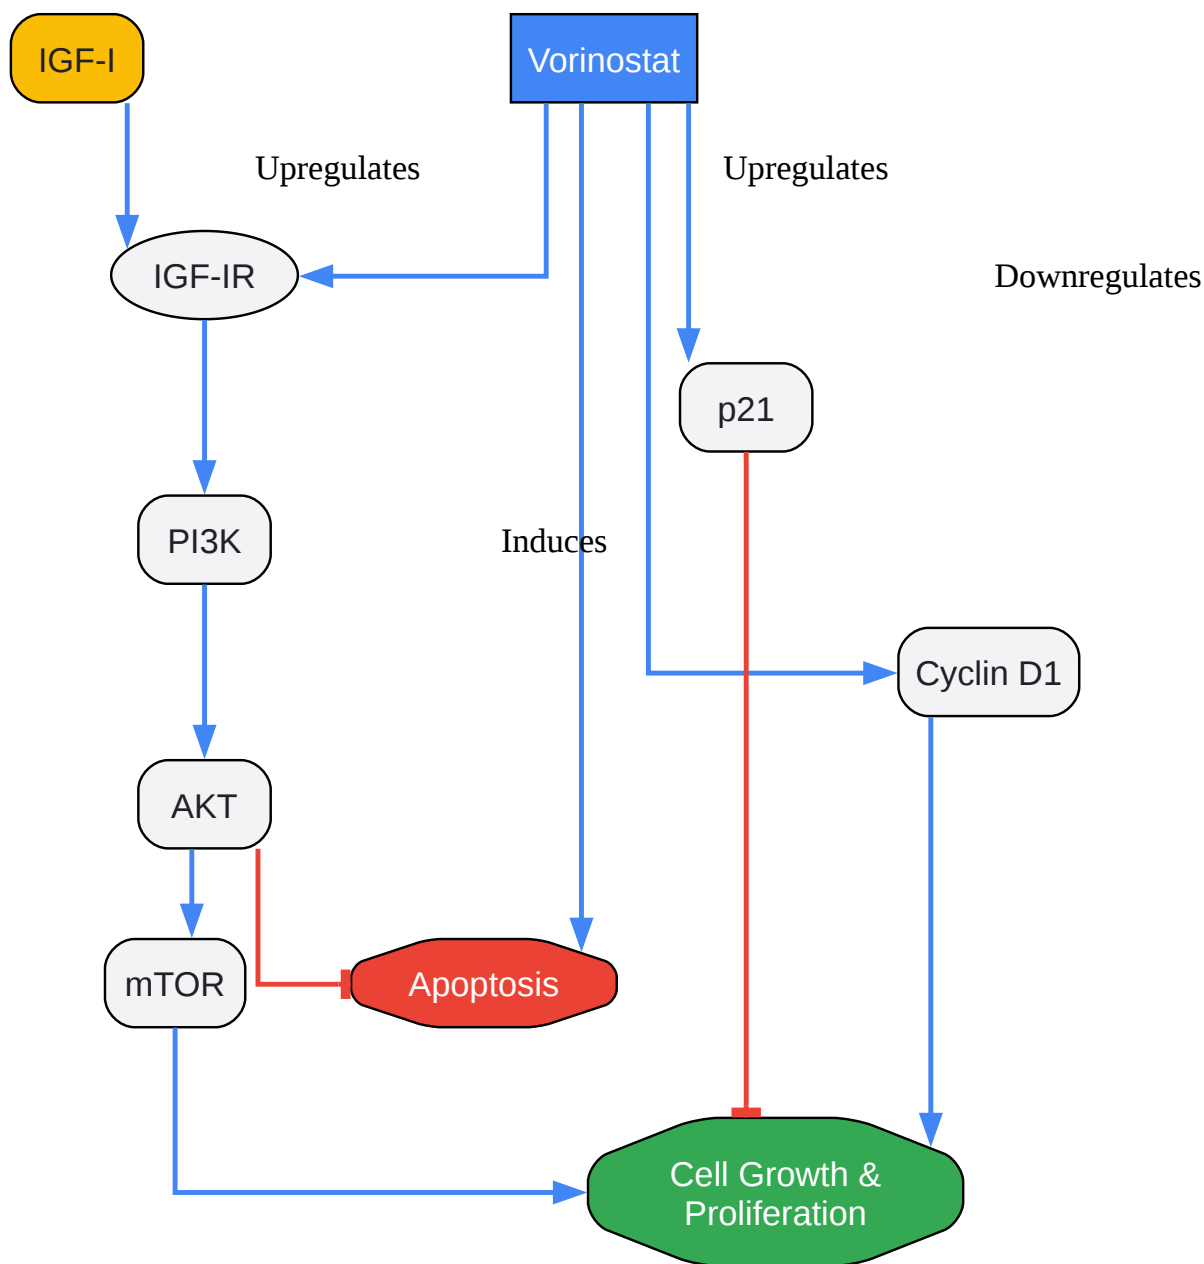 IGF-I
Vorinostat
Upregulates
Upregulates
IGF-IR
Downregulates
p21
PI3K
Induces
Cyclin D1
AKT
mTOR
Apoptosis
Cell Growth &
Proliferation